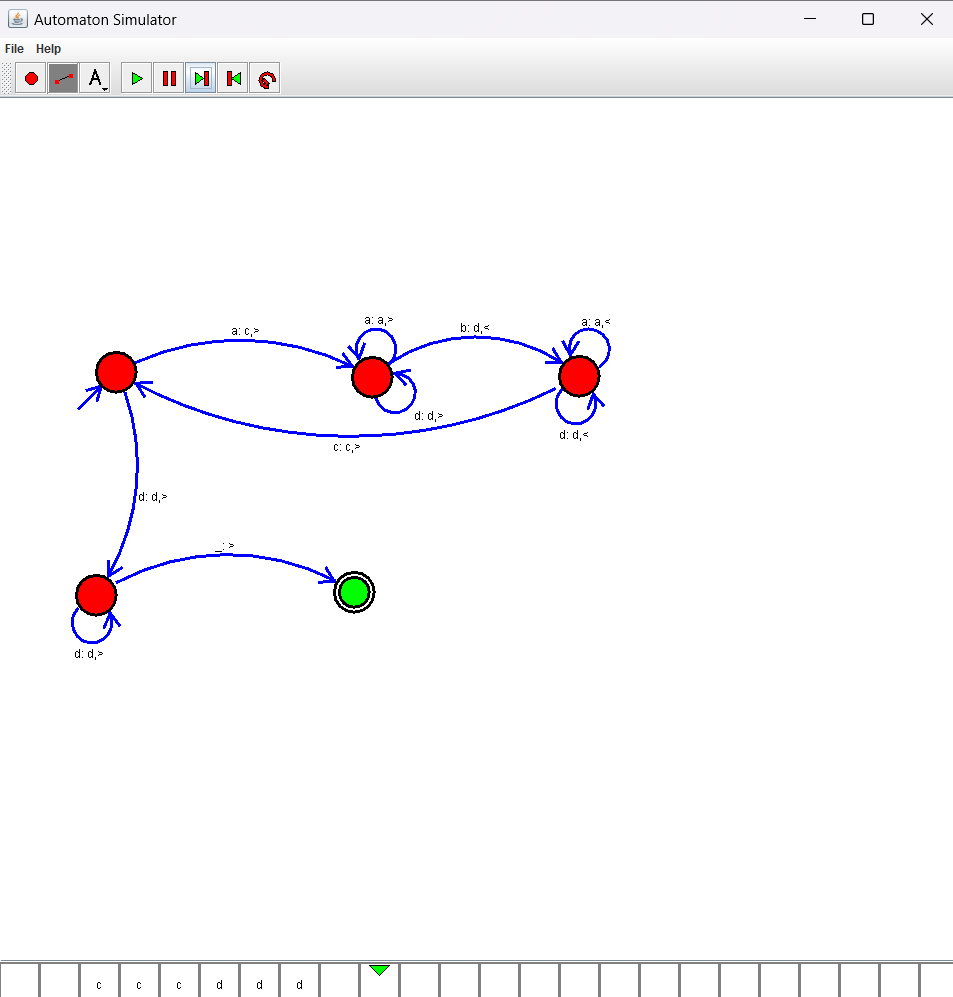 Automaton Simulator
File Help
A
a: c,>
a: a,>
b: d,<
a: a,<
d: d,>
c: c,>
d: d,<
d: d,>
_: >
d: d,>
c c c d d d